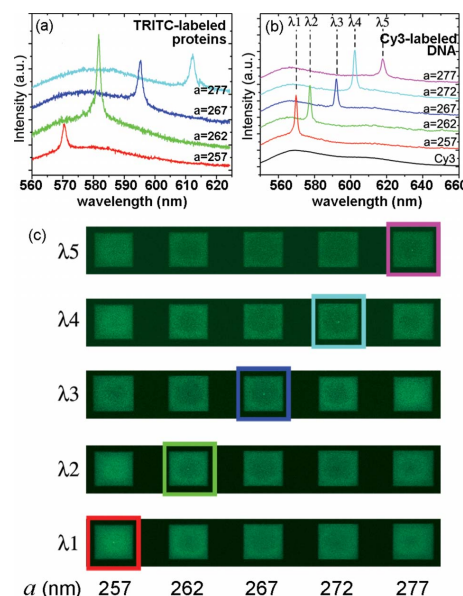 (a)
TRITC-labeled
proteins
Intensity (a.u.)
a=277
a=267
a=262
a=257
560 570 580 590 600 610 620
wavelength (nm)
(b)
λ1 λ2 λ3 λ4 λ5
Cy3-labeled
DNA
Intensity (a.u.)
a=277
a=272
a=267
a=262
a=257
Cy3
560 580 600 620 640 660
wavelength (nm)
(c)
λ5
λ4
λ3
λ2
λ1
a (nm) 257 262 267 272 277